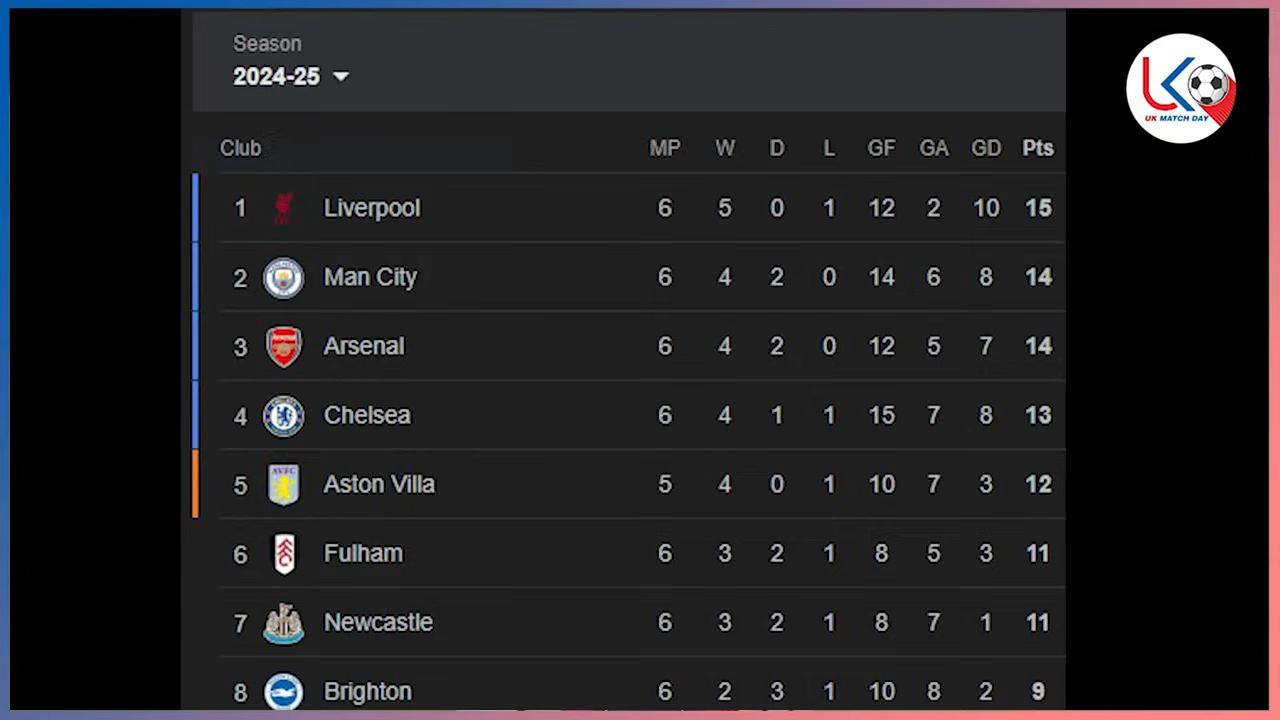 Season
2024-25
UK
UK MATCH DAY
Club MP W D L GF GA GD Pts
1 Liverpool 6 5 0 1 12 2 10 15
2 Man City 6 4 2 0 14 6 8 14
3 Arsenal 6 4 2 0 12 5 7 14
4 Chelsea 6 4 1 1 15 7 8 13
5 AVFC Aston Villa 5 4 0 1 10 7 3 12
6 Fulham 6 3 2 1 8 5 3 11
7 Newcastle 6 3 2 1 8 7 1 11
8 Brighton 6 2 3 1 10 8 2 9